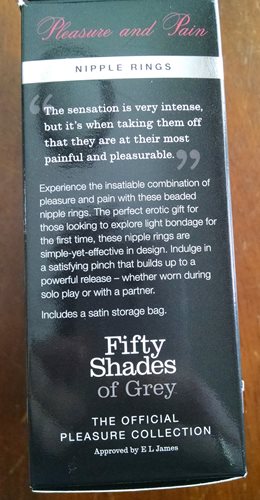 Pleasure and Pain
NIPPLE RINGS
“The sensation is very intense,
but it's when taking them off
that they are at their most
painful and pleasurable.”
Experience the insatiable combination of
pleasure and pain with these beaded
nipple rings. The perfect erotic gift for
those looking to explore light bondage for
the first time, these nipple rings are
simple-yet-effective in design. Indulge in
a satisfying pinch that builds up to a
powerful release – whether worn during
solo play or with a partner.
Includes a satin storage bag.
Fifty
Shades
of Grey
THE OFFICIAL
PLEASURE COLLECTION
Approved by E L James